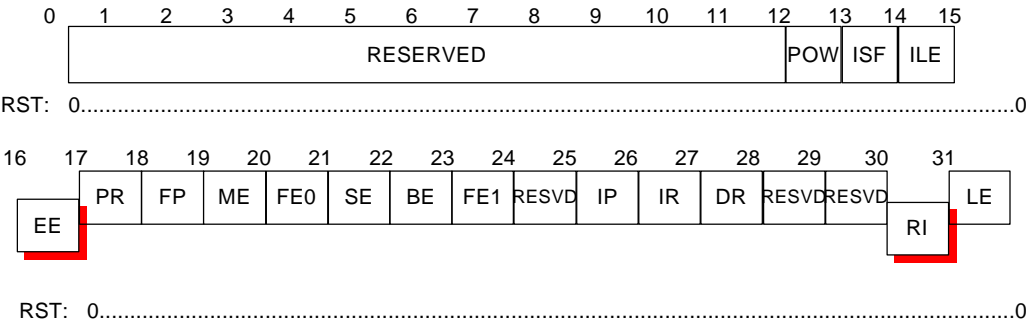 0 1 2 3 4 5 6 7 8 9 10 11 12 13 14 15
RESERVED POW ISF ILE
RST: 0..............................................................................................................................................0
16 17 18 19 20 21 22 23 24 25 26 27 28 29 30 31
EE PR FP ME FE0 SE BE FE1 RESVD IP IR DR RESVD RESVD RI LE
RST: 0..............................................................................................................................................0